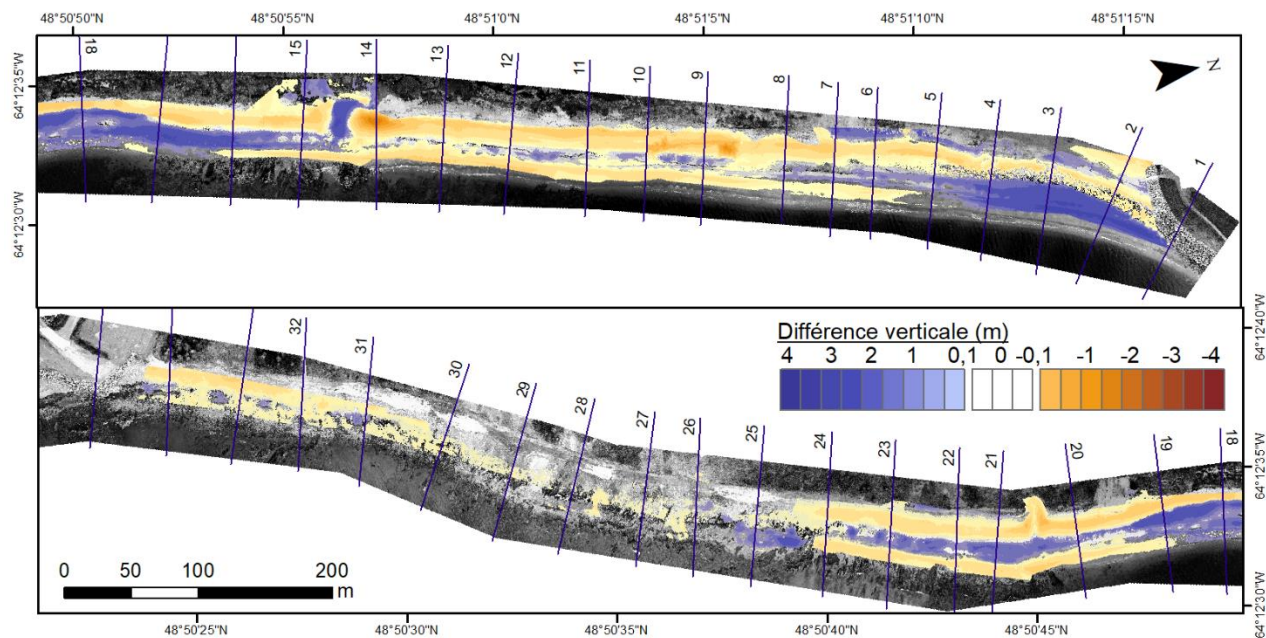 48°50'50"N 48°50'55"N 48°51'0"N 48°51'5"N 48°51'10"N 48°51'15"N
18 15 14 13 12 11 10 9 8 7 6 5 4 3 2 1
N
64°12'35"W
64°12'30"W
32 31 30 29 28 27 26 25 24 23 22 21 20 19 18
Différence verticale (m)
4 3 2 1 0,1 0 -0,1 -1 -2 -3 -4
64°12'40"W
64°12'35"W
64°12'30"W
0 50 100 200
m
48°50'25"N 48°50'30"N 48°50'35"N 48°50'40"N 48°50'45"N